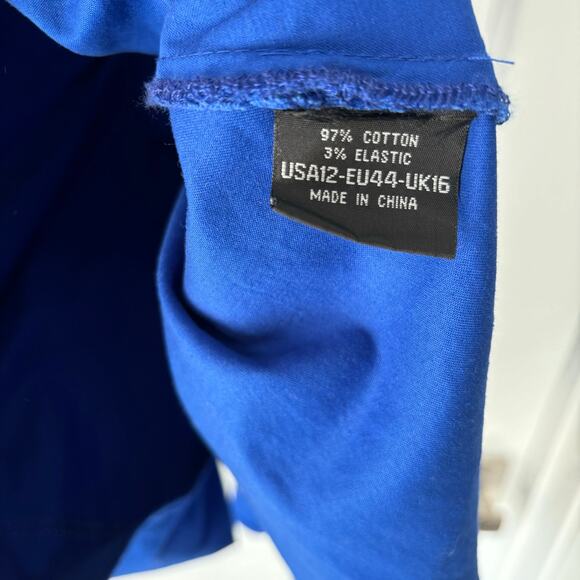 97% COTTON
3% ELASTIC
USA12-EU44-UK16
MADE IN CHINA